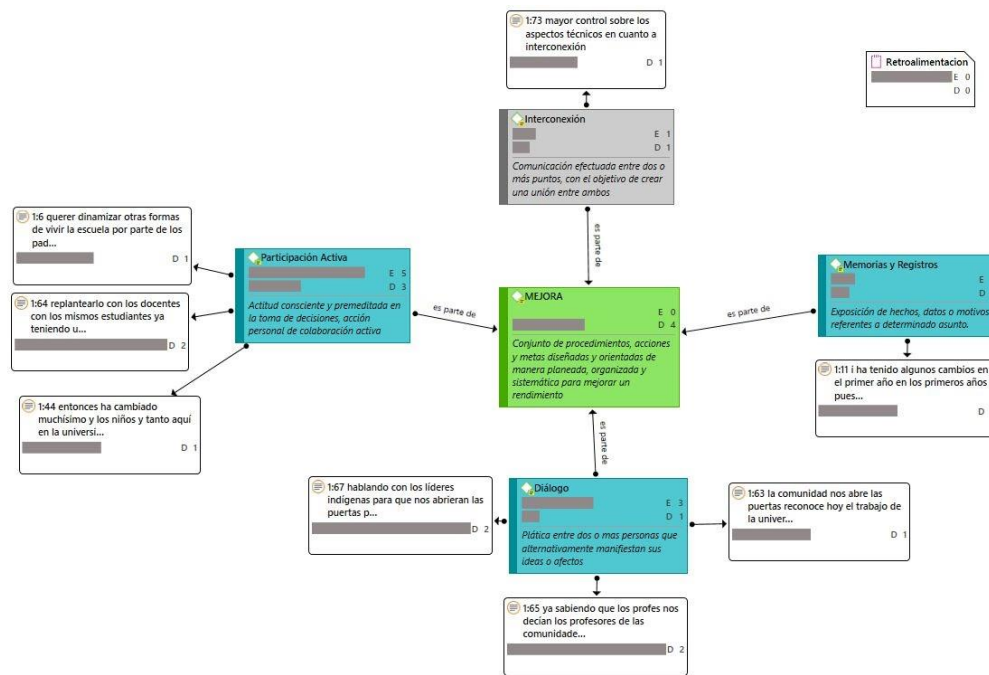 1:73 mayor control sobre los
aspectos técnicos en cuanto a
interconexión
D 1
Retroalimentacion
E 0
D 0
Interconexión
E 1
D 1
Comunicación efectuada entre dos o
más puntos, con el objetivo de crear
una unión entre ambos
es parte de
1:6 querer dinamizar otras formas
de vivir la escuela por parte de los
pad...
D 1
Participación Activa
E 5
D 3
Actitud consciente y premeditada en
la toma de decisiones, acción
personal de colaboración activa
es parte de
1:64 replantearlo con los docentes
con los mismos estudiantes ya
teniendo u...
D 2
1:44 entonces ha cambiado
muchísimo y los niños y tanto aquí
en la universi...
D 1
MEJORA
E 0
D 4
Conjunto de procedimientos, acciones
y metas diseñadas y orientadas de
manera planeada, organizada y
sistemática para mejorar un
rendimiento
es parte de
Memorias y Registros
E
D
Exposición de hechos, datos o motivos
referentes a determinado asunto.
1:11 i ha tenido algunos cambios en
el primer año en los primeros años
pues...
D
es parte de
1:67 hablando con los líderes
indígenas para que nos abrieran las
puertas p...
D 2
Diálogo
E 3
D 1
Plática entre dos o mas personas que
alternativamente manifiestan sus
ideas o afectos
1:63 la comunidad nos abre las
puertas reconoce hoy el trabajo de
la univer...
D 1
1:65 ya sabiendo que los profes nos
decían los profesores de las
comunidade...
D 2